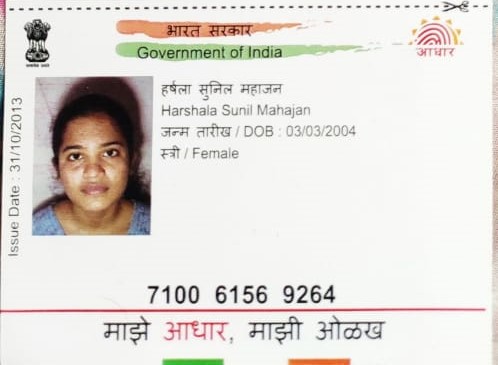 आधार
भारत सरकार
Government of India
हर्षला सुनिल महाजन
Harshala Sunil Mahajan
जन्म तारीख / DOB : 03/03/2004
स्त्री / Female
Issue Date : 31/10/2013
7100 6156 9264
माझे आधार, माझी ओळख